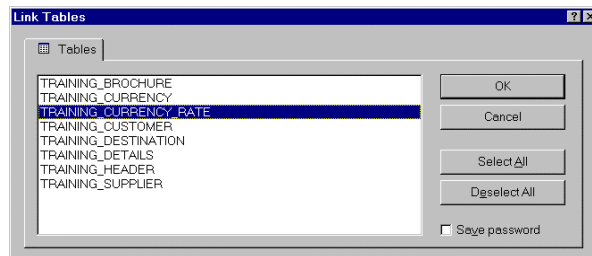 Link Tables
Tables
TRAINING_BROCHURE
TRAINING_CURRENCY
TRAINING_CURRENCY_RATE
TRAINING_CUSTOMER
TRAINING_DESTINATION
TRAINING_DETAILS
TRAINING_HEADER
TRAINING_SUPPLIER
OK
Cancel
Select All
Deselect All
Save password